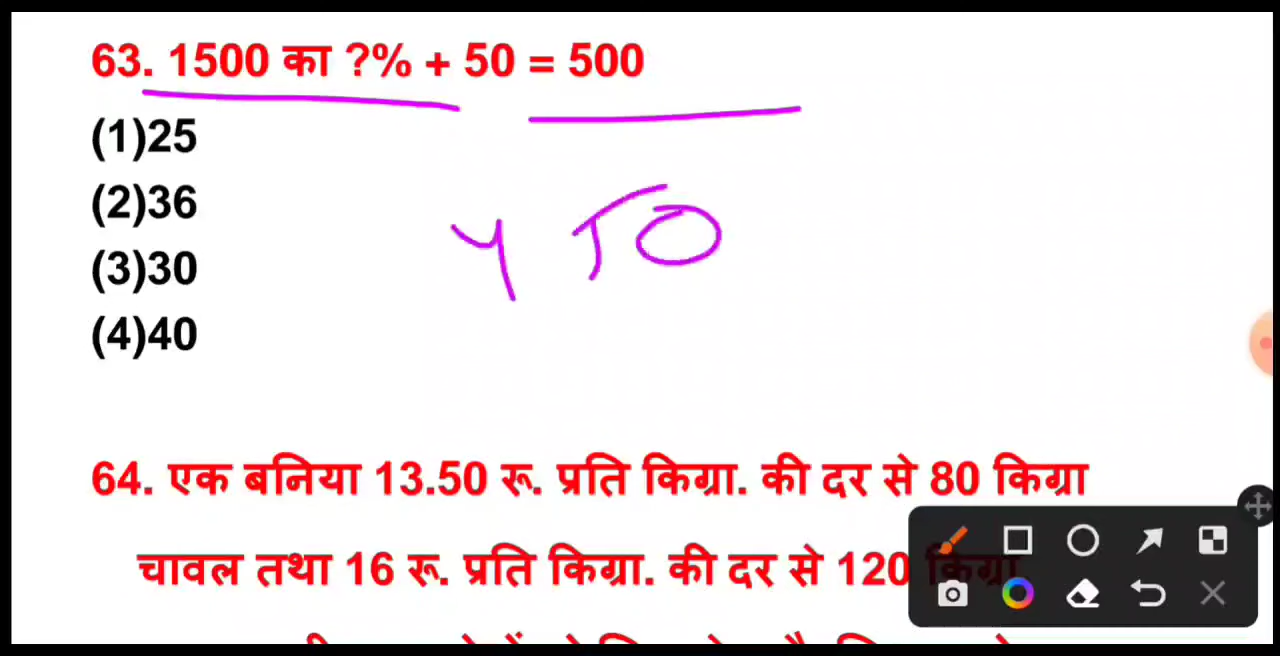 63. 1500 का ?% + 50 = 500
(1)25
(2)36
(3)30
(4)40
450
64. एक बनिया 13.50 रू. प्रति किग्रा. की दर से 80 किग्रा
चावल तथा 16 रू. प्रति किग्रा. की दर से 120 किग्रा